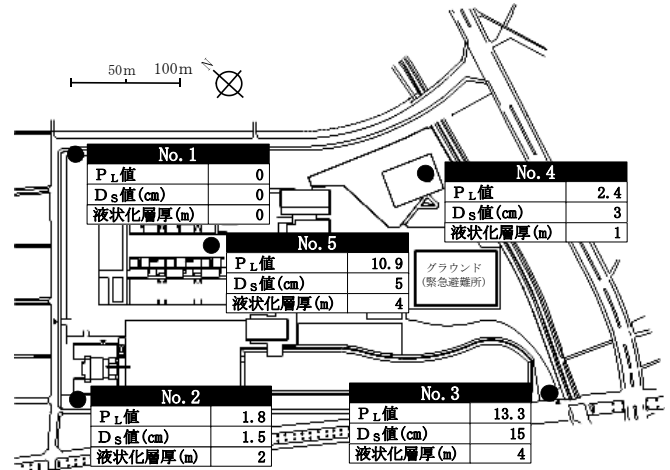 50m 100m
N
No.1
PL値 0
Ds値(cm) 0
液状化層厚(m) 0
No.4
PL値 2.4
Ds値(cm) 3
液状化層厚(m) 1
No.5
PL値 10.9
Ds値(cm) 5
液状化層厚(m) 4
グラウンド
(緊急避難所)
No.2
PL値 1.8
Ds値(cm) 1.5
液状化層厚(m) 2
No.3
PL値 13.3
Ds値(cm) 15
液状化層厚(m) 4